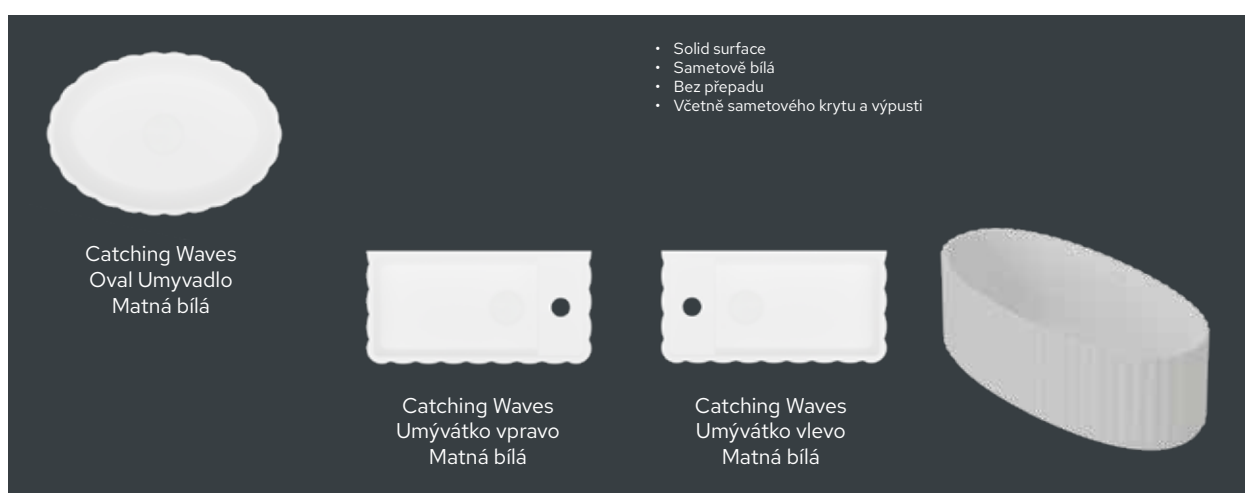 Solid surface
Sametově bílá
Bez přepadu
Včetně sametového krytu a výpusti
Catching Waves
Oval Umyvadlo
Matná bílá
Catching Waves
Umývátko vpravo
Matná bílá
Catching Waves
Umývátko vlevo
Matná bílá